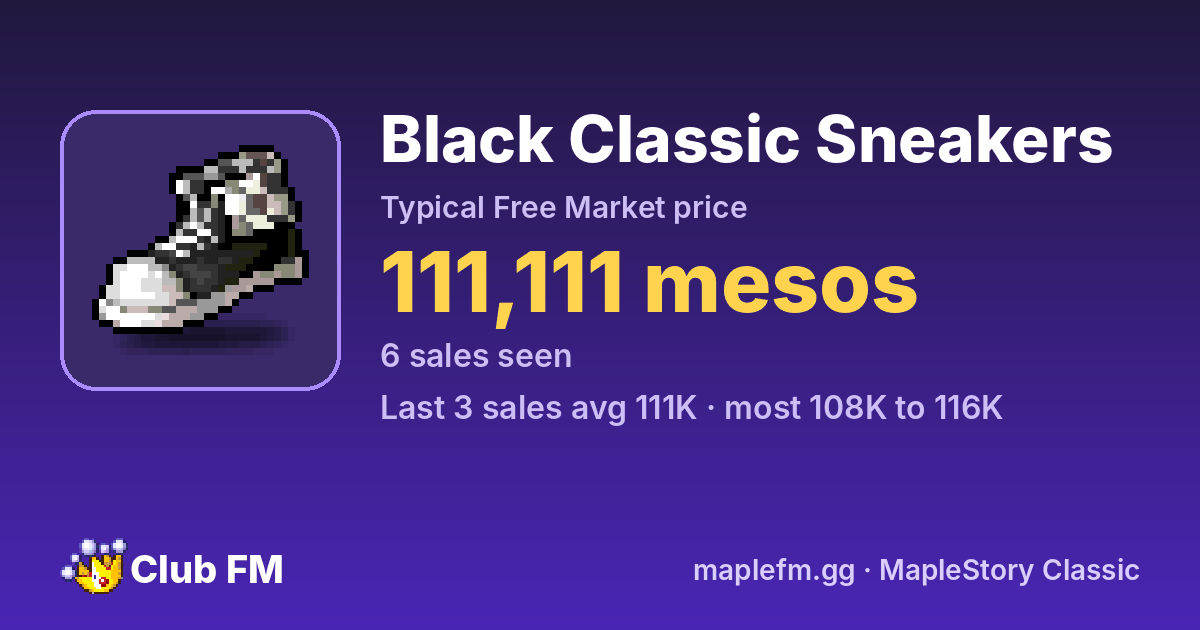 Black Classic Sneakers
Typical Free Market price
111,111 mesos
6 sales seen
Last 3 sales avg 111K · most 108K to 116K
Club FM
maplefm.gg · MapleStory Classic